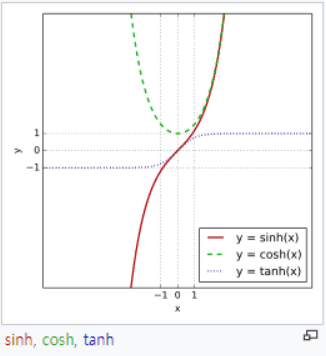 y
1
0
−1
−1 0 1
x
y = sinh(x)
y = cosh(x)
y = tanh(x)
sinh, cosh, tanh